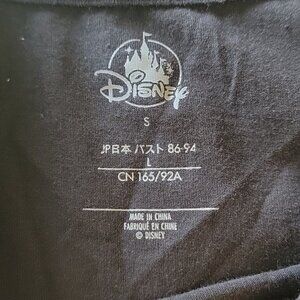 Disney
S
JP日本 バスト 86-94
L
CN 165/92A
MADE IN CHINA
FABRIQUÉ EN CHINE
© DISNEY